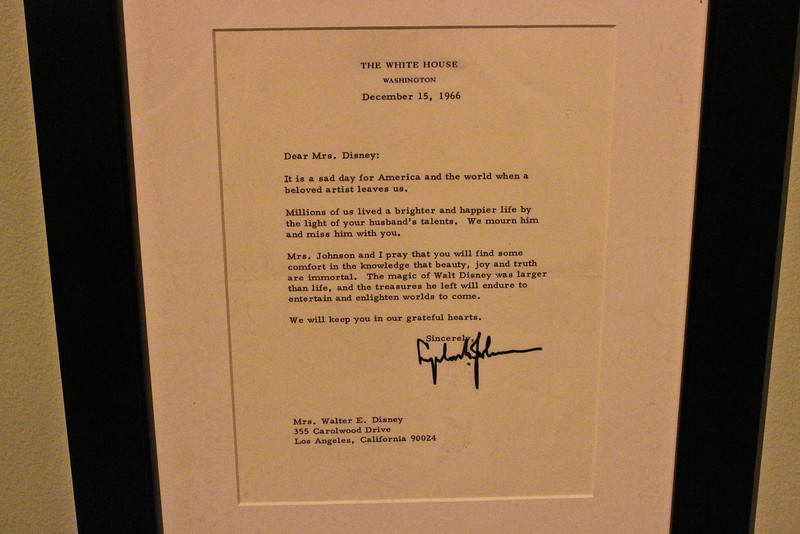 THE WHITE HOUSE
WASHINGTON
December 15, 1966
Dear Mrs. Disney:
It is a sad day for America and the world when a
beloved artist leaves us.
Millions of us lived a brighter and happier life by
the light of your husband's talents. We mourn him
and miss him with you.
Mrs. Johnson and I pray that you will find some
comfort in the knowledge that beauty, joy and truth
are immortal. The magic of Walt Disney was larger
than life, and the treasures he left will endure to
entertain and enlighten worlds to come.
We will keep you in our grateful hearts.
Sincerely,
Lyndon B. Johnson
Mrs. Walter E. Disney
355 Carolwood Drive
Los Angeles, California 90024